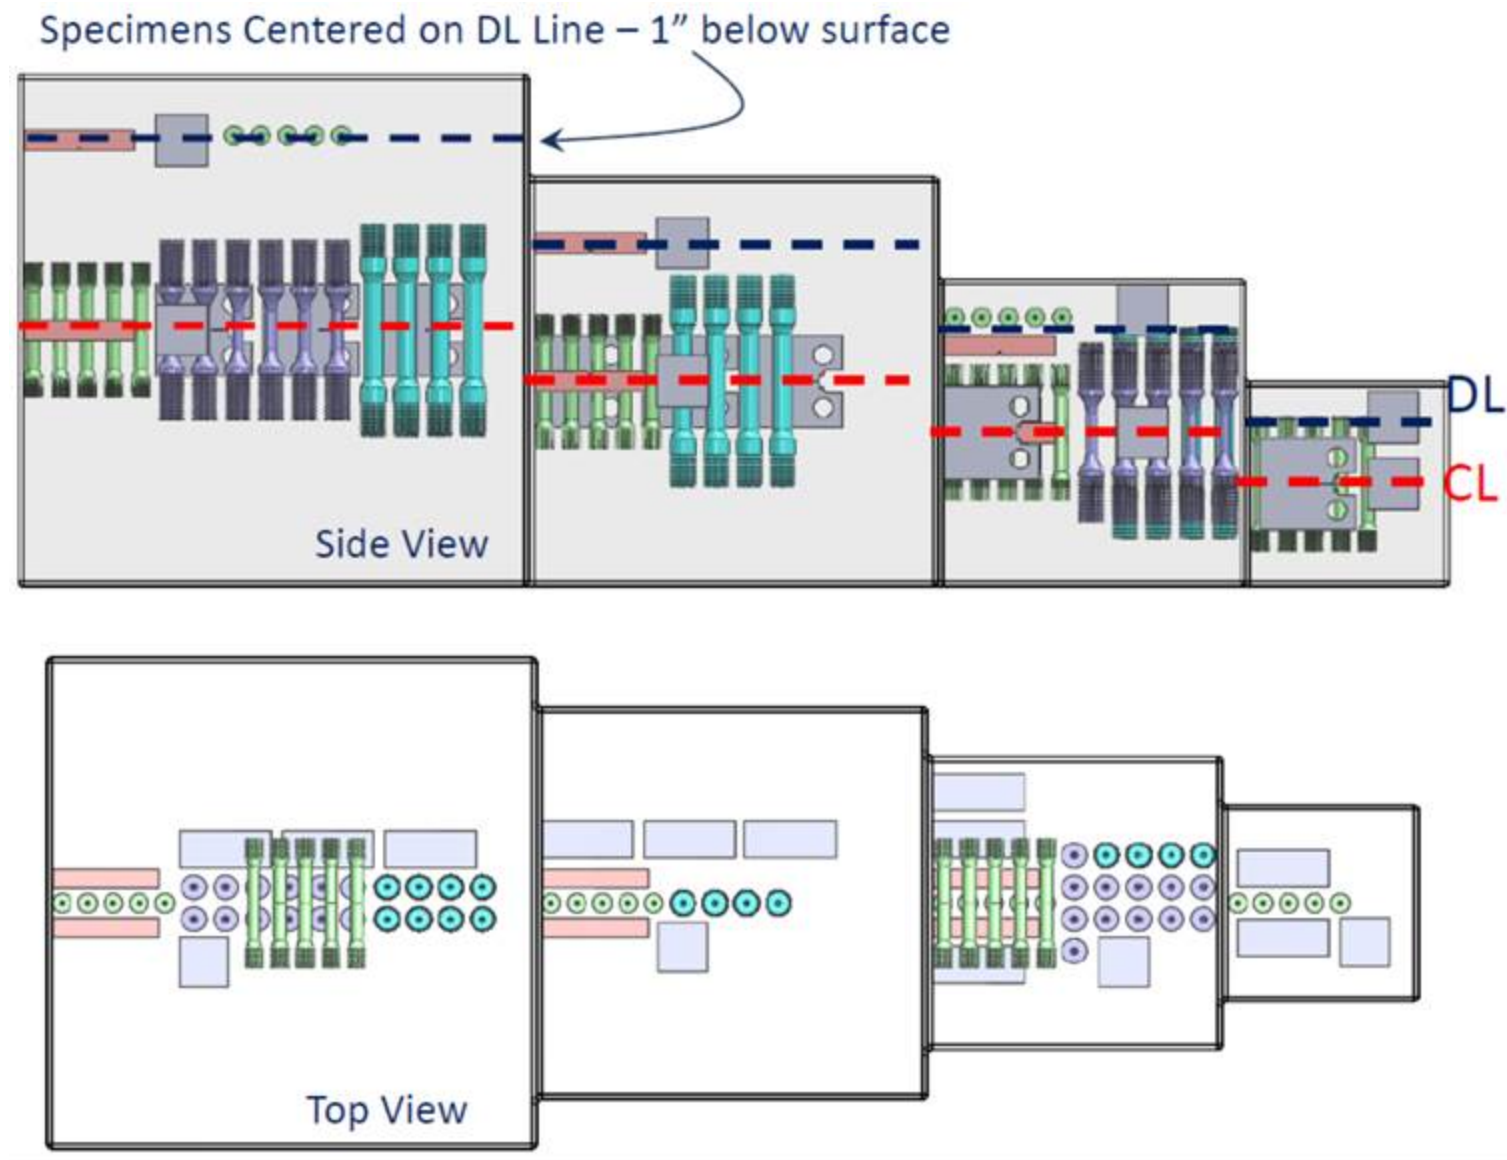 Specimens Centered on DL Line – 1” below surface
DL
CL
Side View
Top View